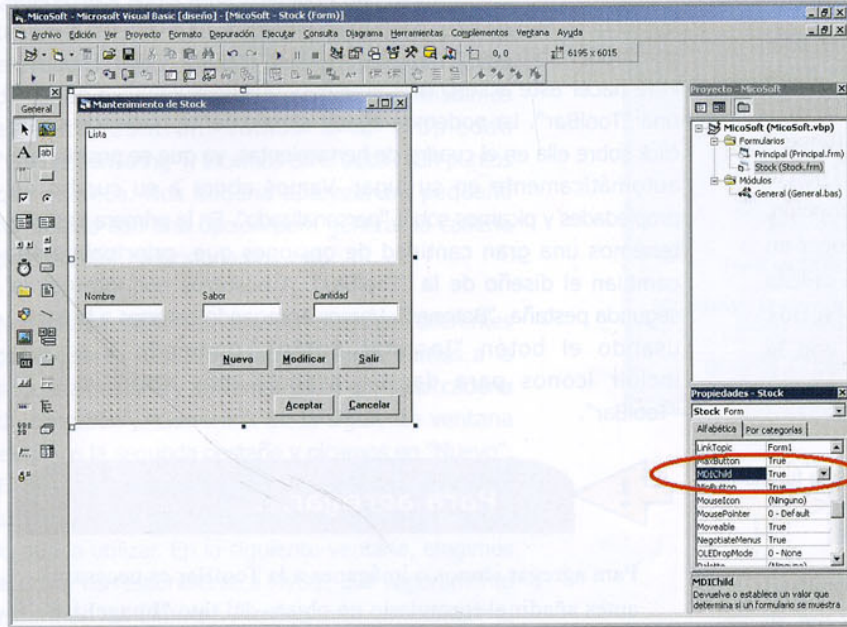 MicoSoft - Microsoft Visual Basic [diseño] - [MicoSoft - Stock (Form)]
Archivo Edición Ver Proyecto Formato Depuración Ejecutar Consulta Diagrama Herramientas Complementos Ventana Ayuda
0, 0 6195 x 6015
General
Mantenimiento de Stock
Lista
Nombre Sabor Cantidad
Nuevo Modificar Salir
Aceptar Cancelar
Proyecto - MicoSoft
MicoSoft (MicoSoft.vbp)
Formularios
Principal (Principal.frm)
Stock (Stock.frm)
Módulos
General (General.bas)
Propiedades - Stock
Stock Form
Alfabética Por categorías
LinkTopic Form1
MaxButton True
MDIChild True
MinButton True
MouseIcon (Ninguno)
MousePointer 0 - Default
Moveable True
NegotiateMenus True
OLEDropMode 0 - None
Palette (Ninguno)
MDIChild
Devuelve o establece un valor que
determina si un formulario se muestra